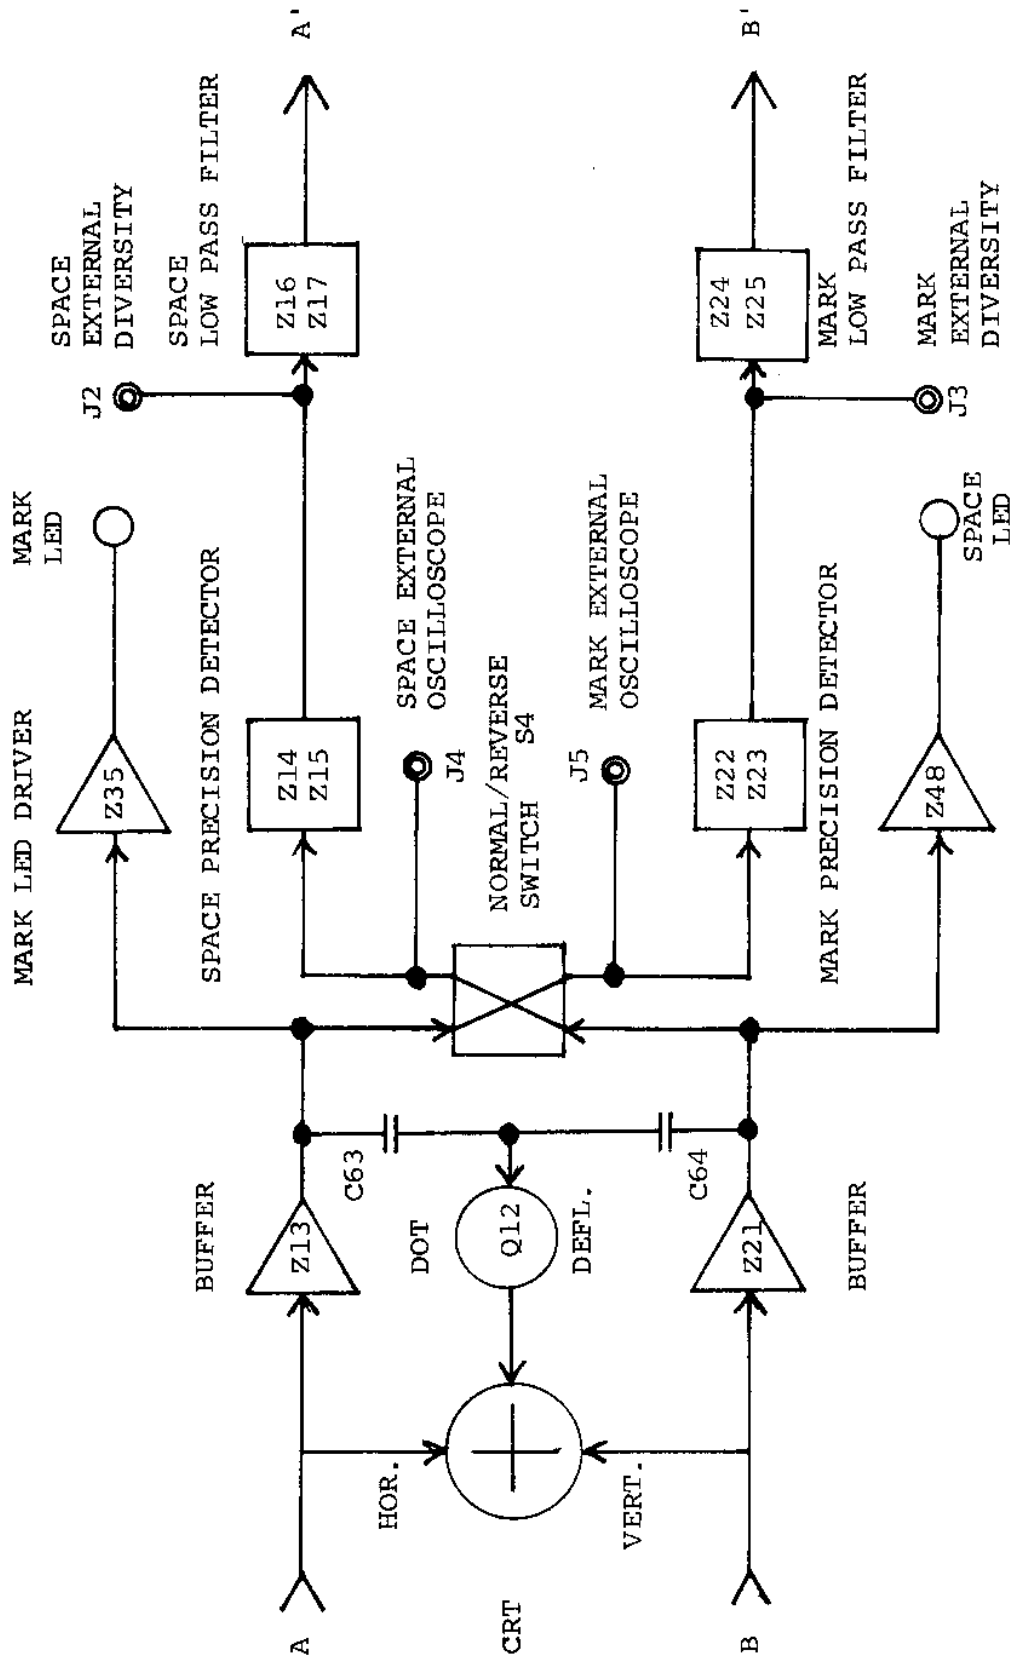 MARK LED DRIVER
Z35
MARK
LED
SPACE PRECISION DETECTOR
Z14
Z15
J2
SPACE
EXTERNAL
DIVERSITY
SPACE
LOW PASS FILTER
Z16
Z17
A'
A
BUFFER
Z13
HOR.
C63
DOT
Q12
DEFL.
CRT
VERT.
C64
SPACE EXTERNAL
OSCILLOSCOPE
J4
NORMAL/REVERSE
SWITCH S4
J5
MARK EXTERNAL
OSCILLOSCOPE
B
Z21
BUFFER
Z22
Z23
MARK PRECISION DETECTOR
Z24
Z25
MARK
LOW PASS FILTER
B'
J3
MARK
EXTERNAL
DIVERSITY
Z48
SPACE
LED